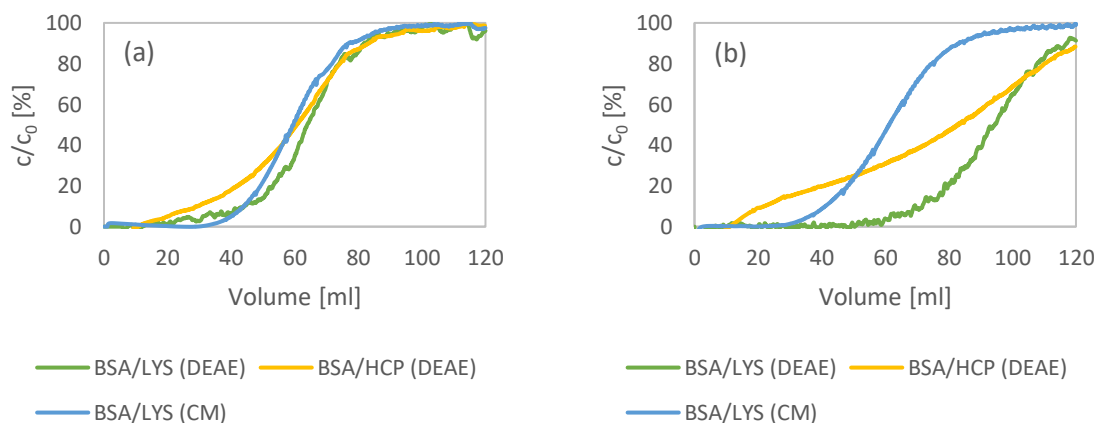 (a)
c/c0 [%]
100
80
60
40
20
0
0 20 40 60 80 100 120
Volume [ml]
BSA/LYS (DEAE) BSA/HCP (DEAE)
BSA/LYS (CM)
(b)
c/c0 [%]
100
80
60
40
20
0
0 20 40 60 80 100 120
Volume [ml]
BSA/LYS (DEAE) BSA/HCP (DEAE)
BSA/LYS (CM)